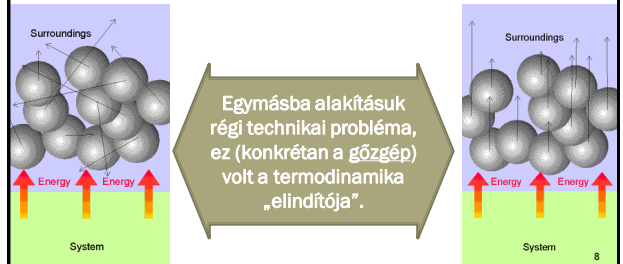 Surroundings
Energy Energy
System
Egymásba alakításuk
régi technikai probléma,
ez (konkrétan a gőzgép)
volt a termodinamika
„elindítója”.
Surroundings
Energy Energy
System
8